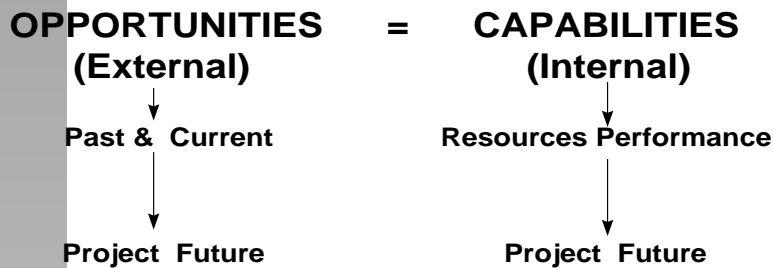 OPPORTUNITIES = CAPABILITIES
(External) (Internal)
Past & Current Resources Performance
Project Future Project Future